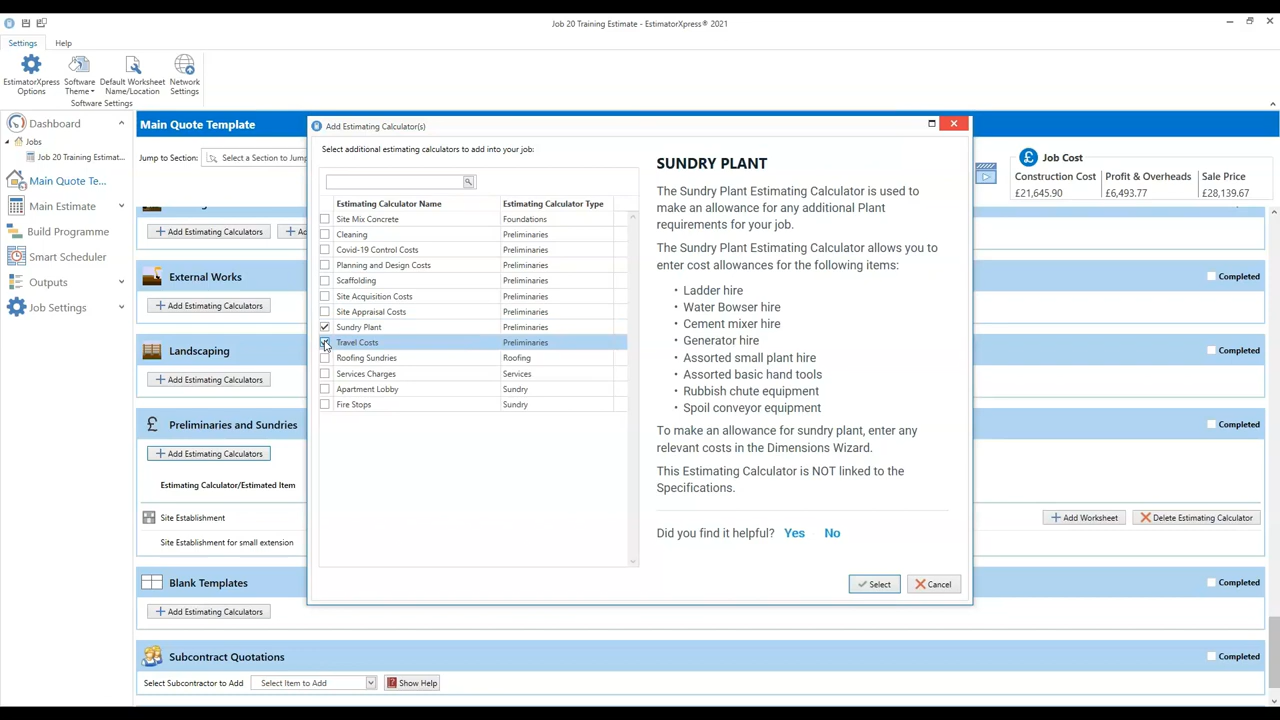 Job 20 Training Estimate - EstimatorXpress® 2021
Settings
Help
EstimatorXpress
Options
Software
Theme
Default Worksheet
Name/Location
Network
Settings
Software Settings
Dashboard
Jobs
Job 20 Training Estimat...
Main Quote Te...
Main Estimate
Build Programme
Smart Scheduler
Outputs
Job Settings
Main Quote Template
Jump to Section:
Select a Section to Jump
Job Cost
Construction Cost
Profit & Overheads
Sale Price
£21,645.90
£6,493.77
£28,139.67
Add Estimating Calculators
External Works
Completed
Add Estimating Calculators
Landscaping
Completed
Add Estimating Calculators
£
Preliminaries and Sundries
Completed
Add Estimating Calculators
Estimating Calculator/Estimated Item
Site Establishment
Add Worksheet
Delete Estimating Calculator
Site Establishment for small extension
Blank Templates
Completed
Add Estimating Calculators
Subcontract Quotations
Completed
Select Subcontractor to Add
Select Item to Add
Show Help
Add Estimating Calculator(s)
Select additional estimating calculators to add into your job:
Estimating Calculator Name
Estimating Calculator Type
Site Mix Concrete
Foundations
Cleaning
Preliminaries
Covid-19 Control Costs
Preliminaries
Planning and Design Costs
Preliminaries
Scaffolding
Preliminaries
Site Acquisition Costs
Preliminaries
Site Appraisal Costs
Preliminaries
Sundry Plant
Preliminaries
Travel Costs
Preliminaries
Roofing Sundries
Roofing
Services Charges
Services
Apartment Lobby
Sundry
Fire Stops
Sundry
SUNDRY PLANT
The Sundry Plant Estimating Calculator is used to
make an allowance for any additional Plant
requirements for your job.
The Sundry Plant Estimating Calculator allows you to
enter cost allowances for the following items:
• Ladder hire
• Water Bowser hire
• Cement mixer hire
• Generator hire
• Assorted small plant hire
• Assorted basic hand tools
• Rubbish chute equipment
• Spoil conveyor equipment
To make an allowance for sundry plant, enter any
relevant costs in the Dimensions Wizard.
This Estimating Calculator is NOT linked to the
Specifications.
Did you find it helpful? Yes No
Select
Cancel